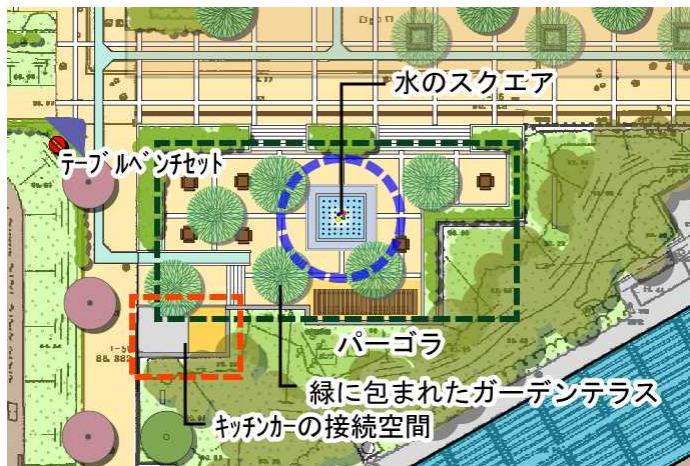 水のスクエア
テーブルベンチセット
パーゴラ
緑に包まれたガーデンテラス
キッチンカーの接続空間